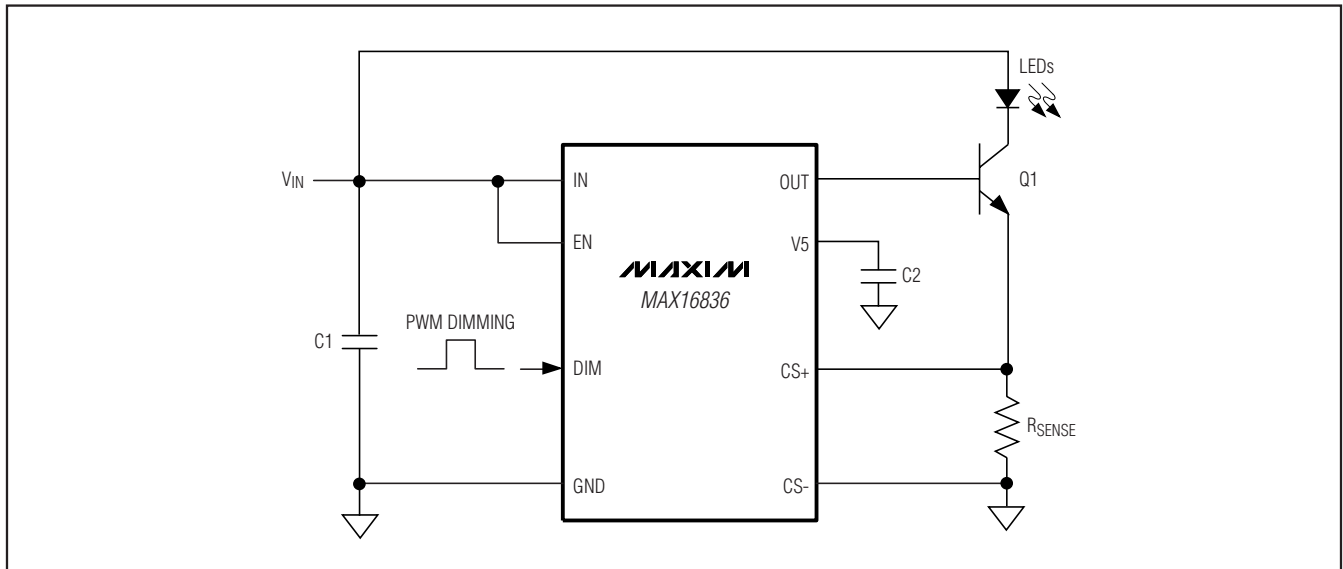 LEDs
VIN
IN
OUT
Q1
EN
V5
MAXIM
MAX16836
C2
PWM DIMMING
C1
DIM
CS+
RSENSE
GND
CS-